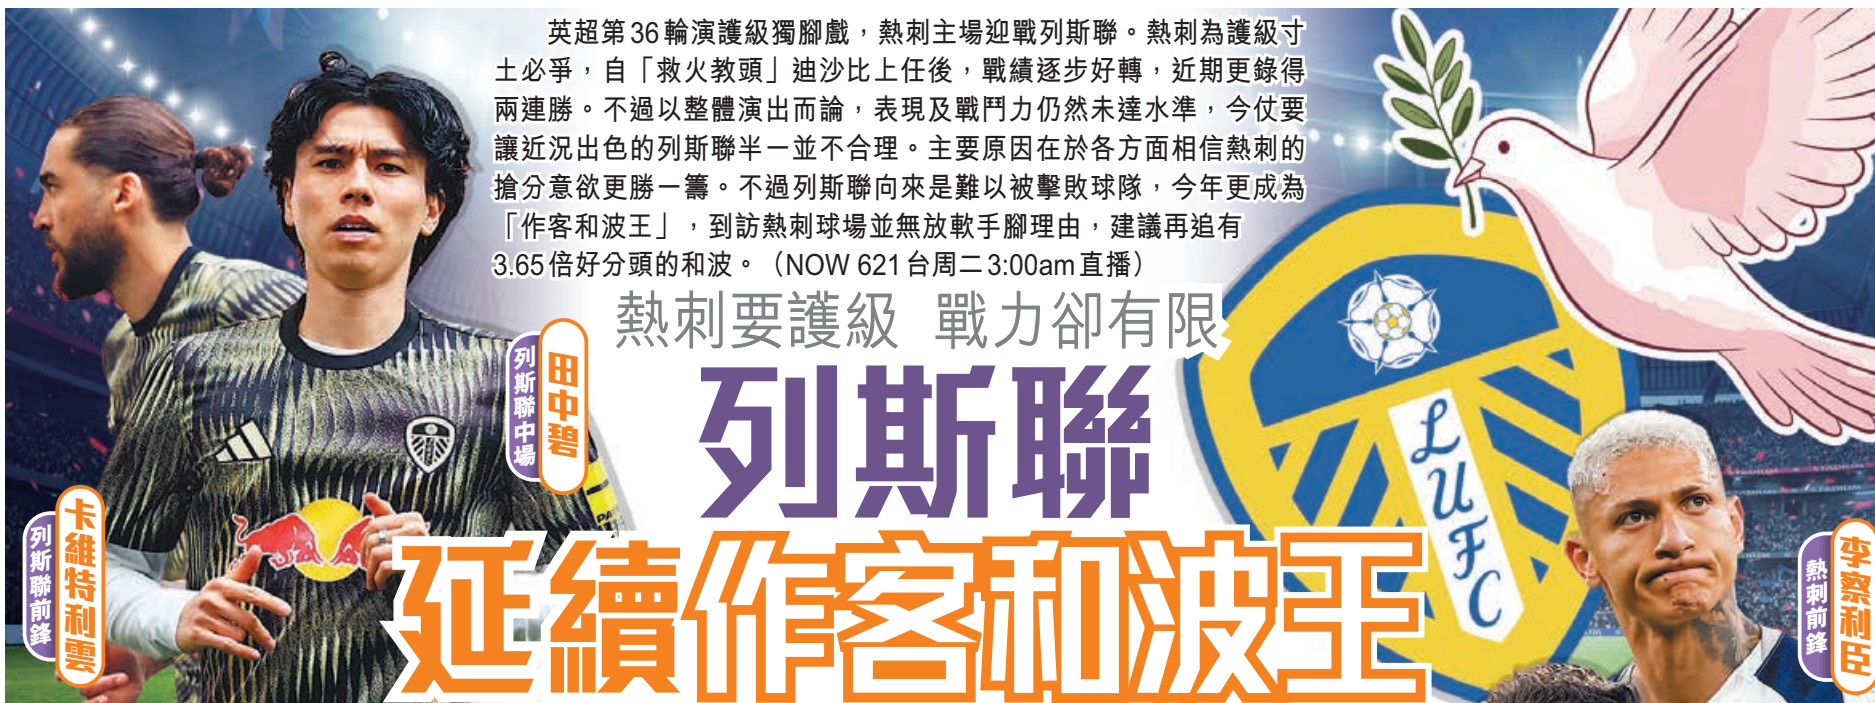 英超第36輪演護級獨腳戲，熱刺主場迎戰列斯聯。熱刺為護級寸
土必爭，自「救火教頭」迪沙比上任後，戰績逐步好轉，近期更錄得
兩連勝。不過以整體演出而論，表現及戰鬥力仍然未達水準，今仗要
讓近況出色的列斯聯半一並不合理。主要原因在於各方面相信熱刺的
搶分意欲更勝一籌。不過列斯聯向來是難以被擊敗球隊，今年更成為
「作客和波王」，到訪熱刺球場並無放軟手腳理由，建議再追有
3.65倍好分頭的和波。（NOW 621台周二3:00am直播）
熱刺要護級 戰力卻有限
列斯聯
延續作客和波王
田中碧
列斯聯中場
卡維特利雲
列斯聯前鋒
李察利臣
熱刺前鋒
LUFC
Red Bull